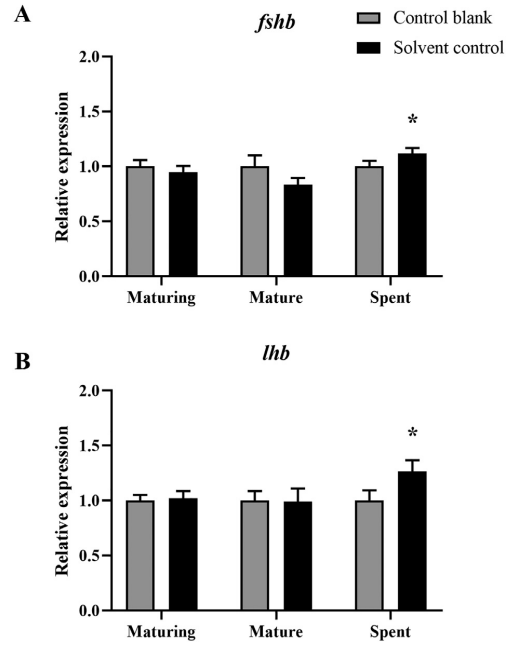 A
fshb
Control blank
Solvent control
Relative expression
2.0
1.5
1.0
0.5
0.0
*
Maturing Mature Spent
B
lhb
Relative expression
2.0
1.5
1.0
0.5
0.0
*
Maturing Mature Spent